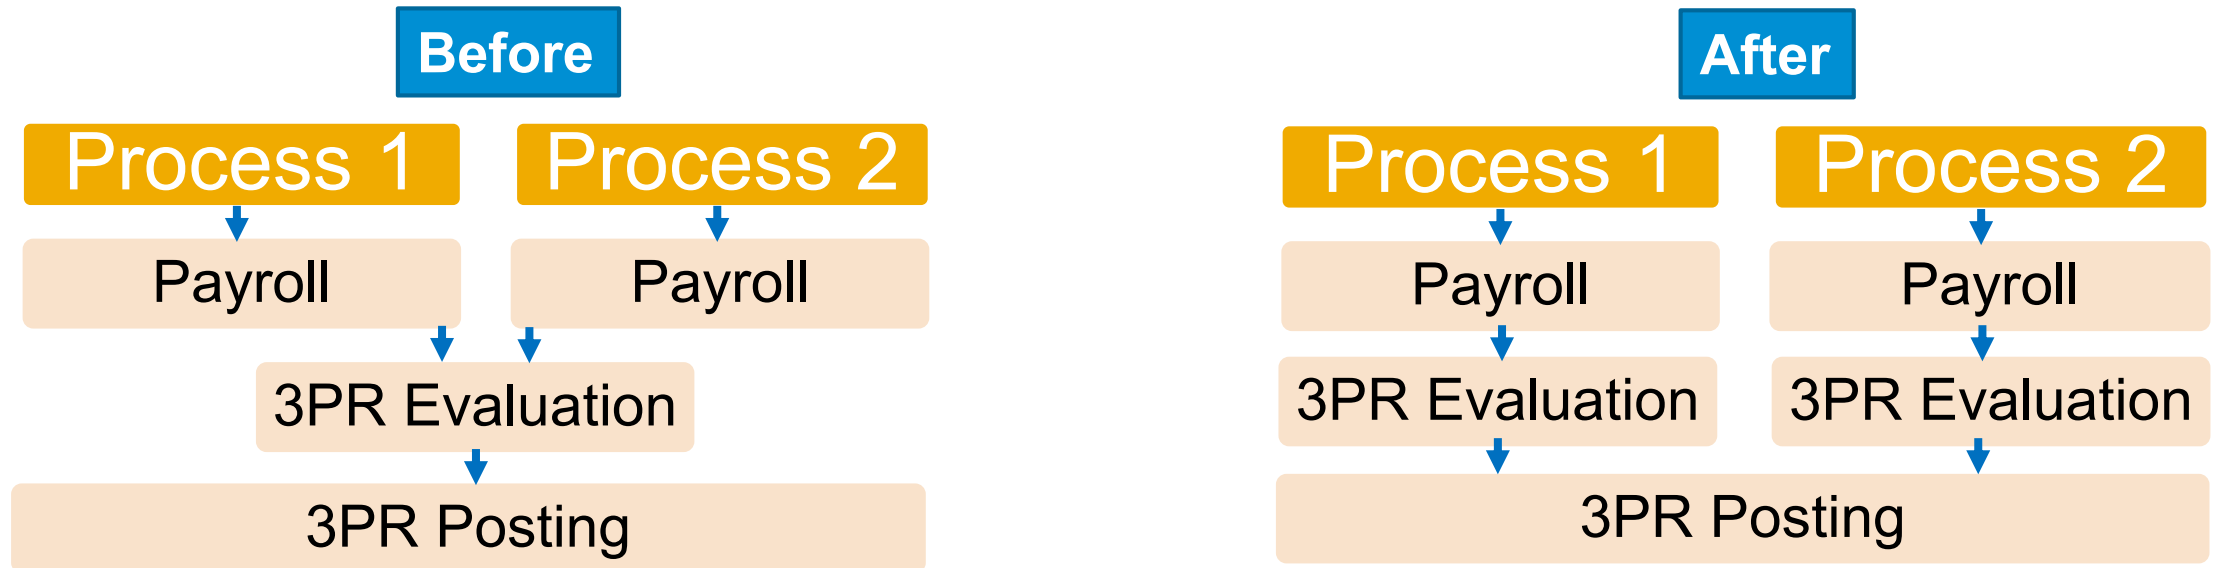 Before
Process 1
Process 2
Payroll
Payroll
3PR Evaluation
3PR Posting
After
Process 1
Process 2
Payroll
Payroll
3PR Evaluation
3PR Evaluation
3PR Posting